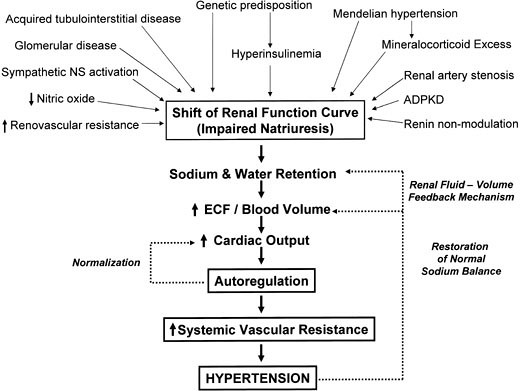 Genetic predisposition
Acquired tubulointerstitial disease
Mendelian hypertension
Glomerular disease
Hyperinsulinemia
Mineralocorticoid Excess
Sympathetic NS activation
Renal artery stenosis
↓ Nitric oxide
ADPKD
↑ Renovascular resistance
Renin non-modulation
Shift of Renal Function Curve
(Impaired Natriuresis)
Sodium & Water Retention
Renal Fluid – Volume
Feedback Mechanism
↑ ECF / Blood Volume
↑ Cardiac Output
Restoration
of Normal
Sodium Balance
Normalization
Autoregulation
↑Systemic Vascular Resistance
HYPERTENSION